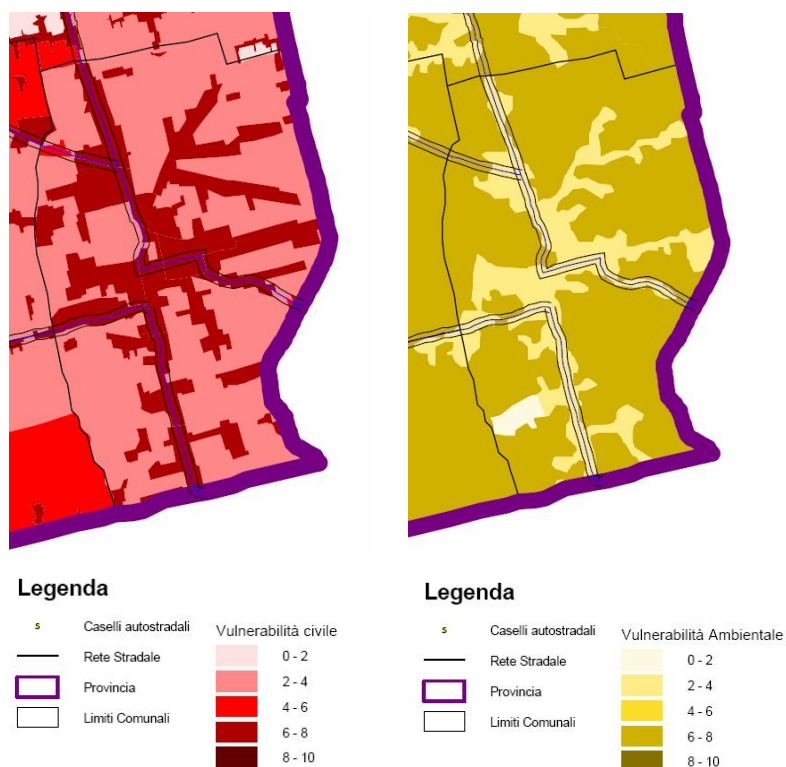 Legenda
s Caselli autostradali
Rete Stradale
Provincia
Limiti Comunali
Vulnerabilità civile
0 - 2
2 - 4
4 - 6
6 - 8
8 - 10
Legenda
s Caselli autostradali
Rete Stradale
Provincia
Limiti Comunali
Vulnerabilità Ambientale
0 - 2
2 - 4
4 - 6
6 - 8
8 - 10